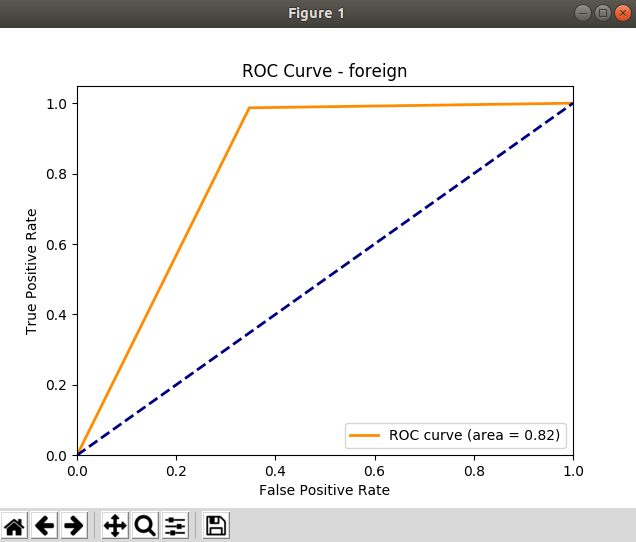 Figure 1
ROC Curve - foreign
1.0
0.8
0.6
0.4
0.2
0.0
True Positive Rate
ROC curve (area = 0.82)
0.0 0.2 0.4 0.6 0.8 1.0
False Positive Rate